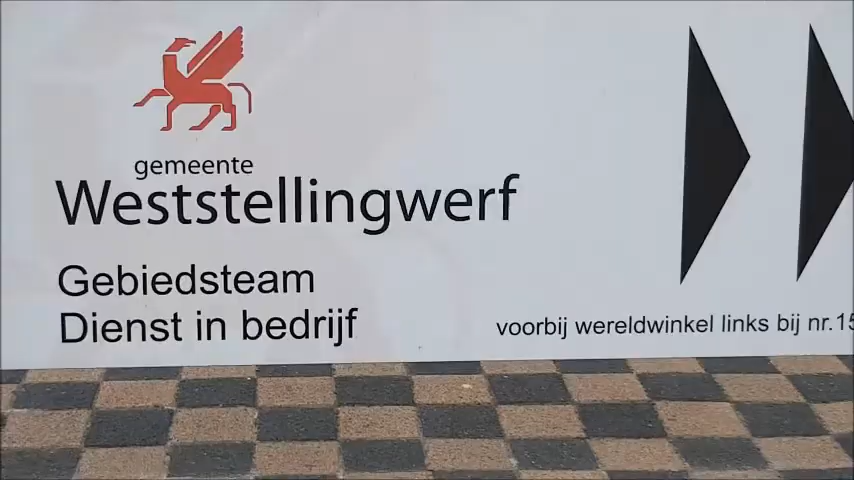 gemeente
Weststellingwerf
Gebiedsteam
Dienst in bedrijf
voorbij wereldwinkel links bij nr.15